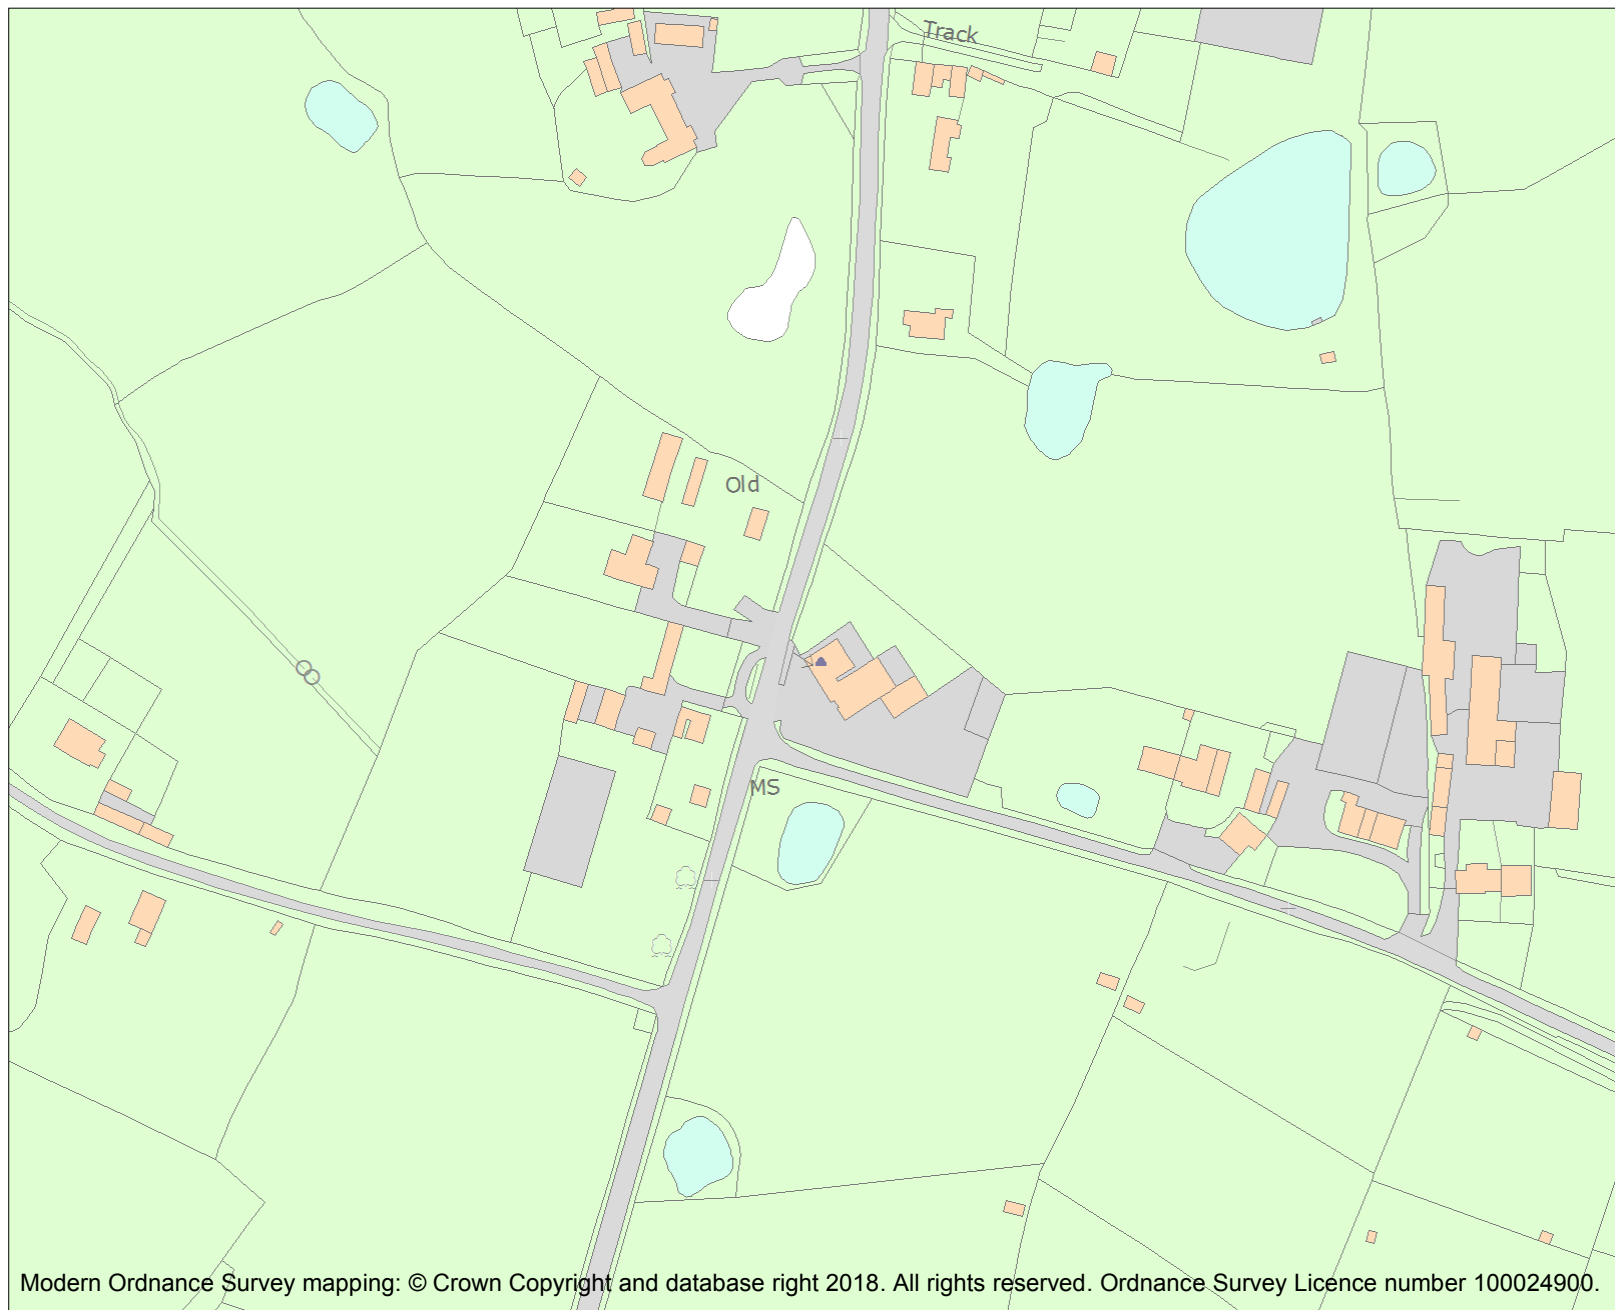 Track
Old
MS
Modern Ordnance Survey mapping: © Crown Copyright and database right 2018. All rights reserved. Ordnance Survey Licence number 100024900.